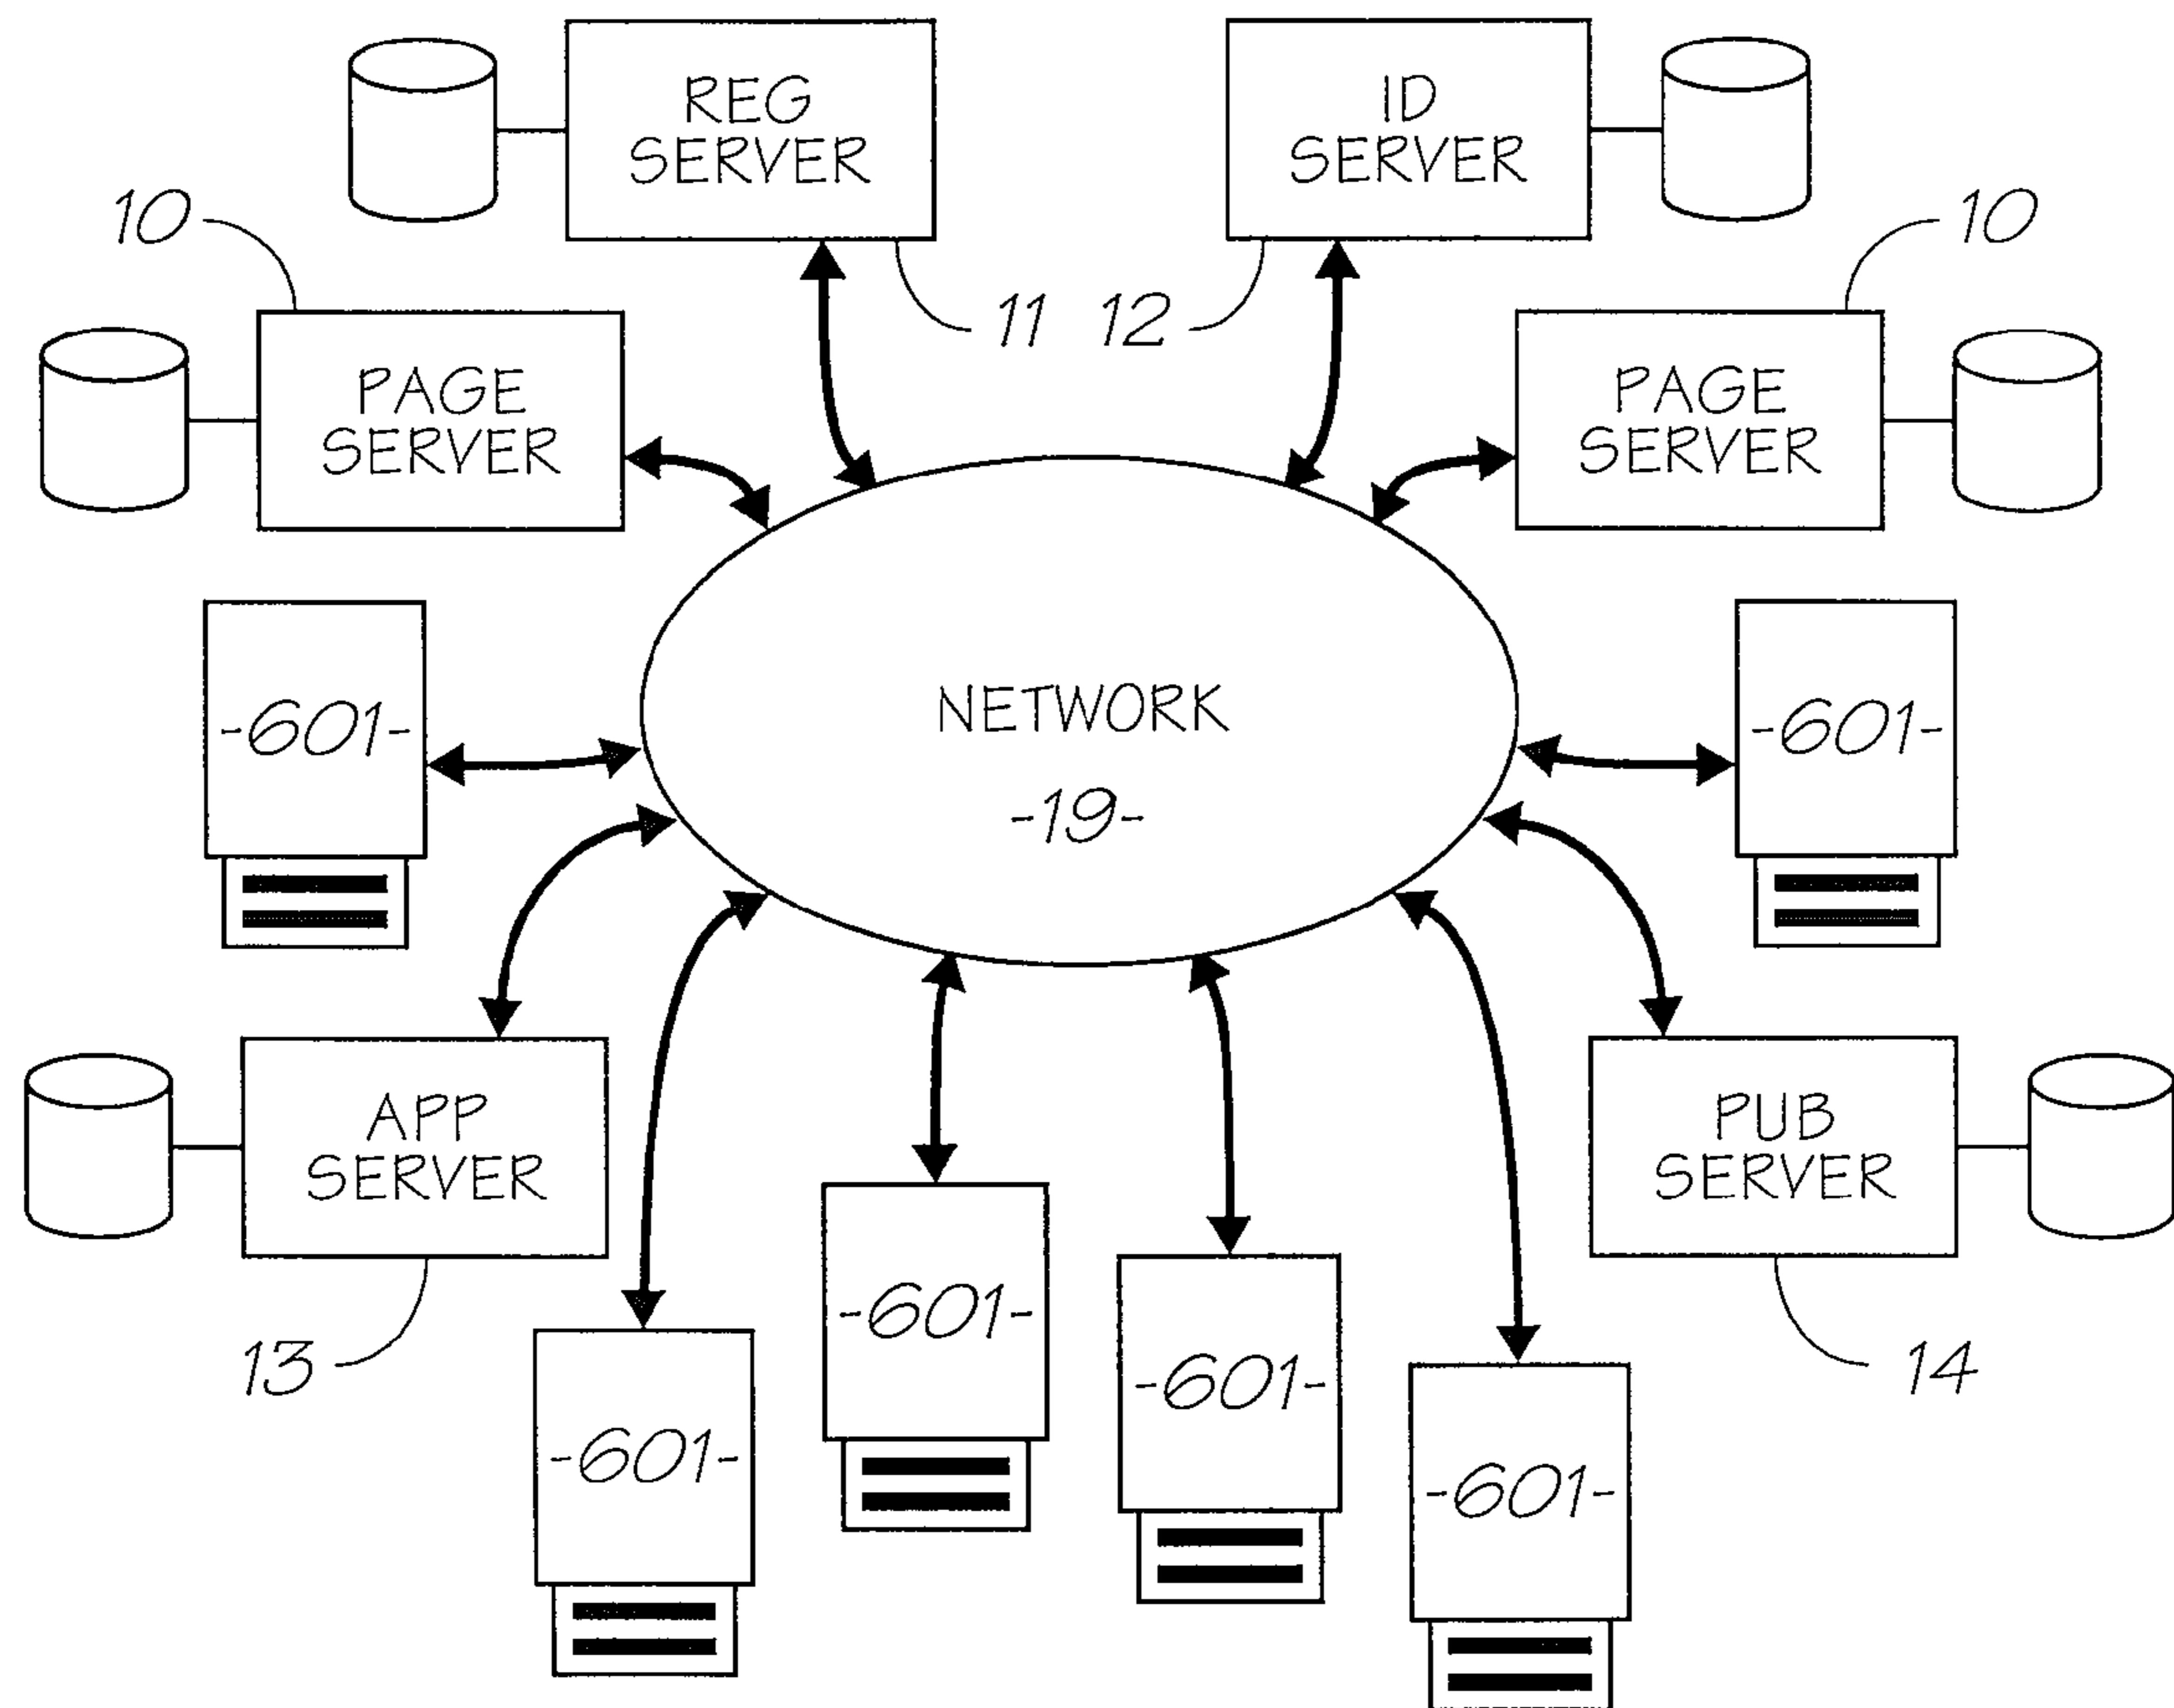 REG
SERVER
ID
SERVER
10
10
11
12
PAGE
SERVER
PAGE
SERVER
-601-
NETWORK
-19-
-601-
APP
SERVER
PUB
SERVER
13
-601-
-601-
-601-
-601-
14